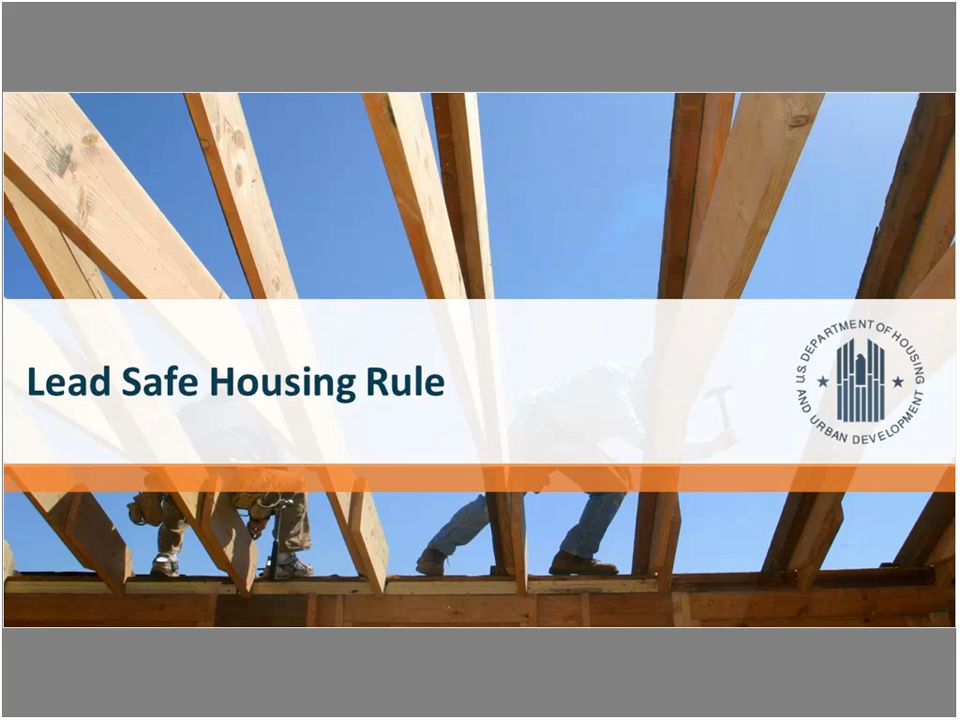 Lead Safe Housing Rule
U.S. DEPARTMENT OF HOUSING
AND URBAN DEVELOPMENT